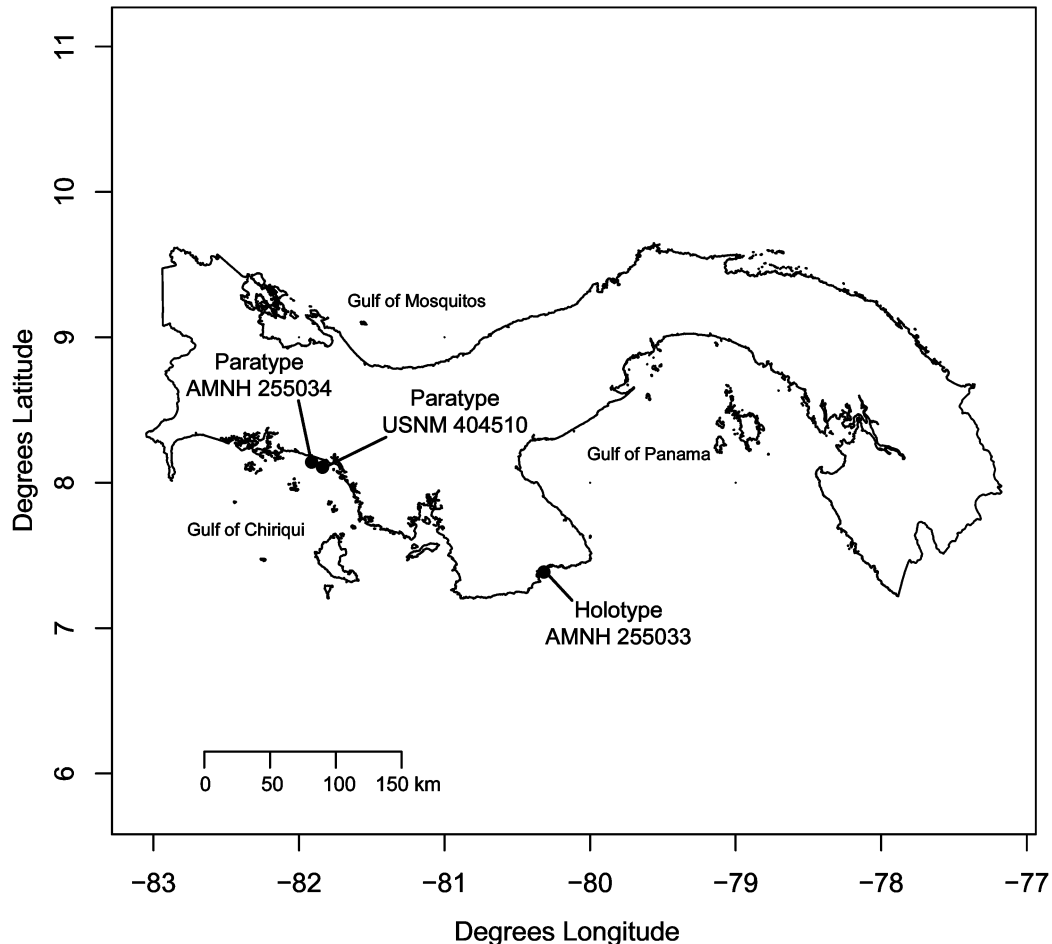 11
10
9
8
7
6
Degrees Latitude
Gulf of Mosquitos
Paratype
AMNH 255034
Paratype
USNM 404510
Gulf of Panama
Gulf of Chiriqui
Holotype
AMNH 255033
0 50 100 150 km
−83 −82 −81 −80 −79 −78 −77
Degrees Longitude